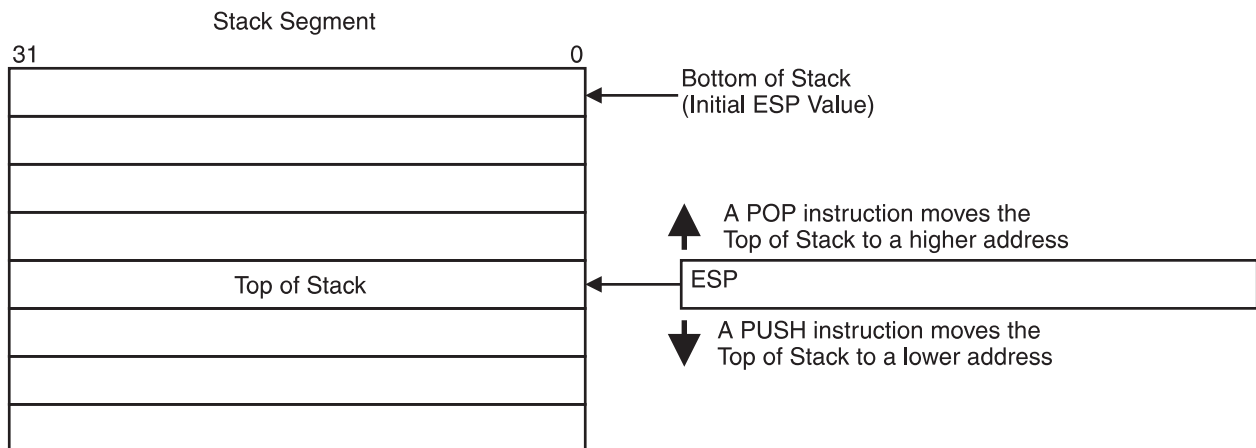 Stack Segment
31 0
Bottom of Stack
(Initial ESP Value)
A POP instruction moves the
Top of Stack to a higher address
Top of Stack
ESP
A PUSH instruction moves the
Top of Stack to a lower address